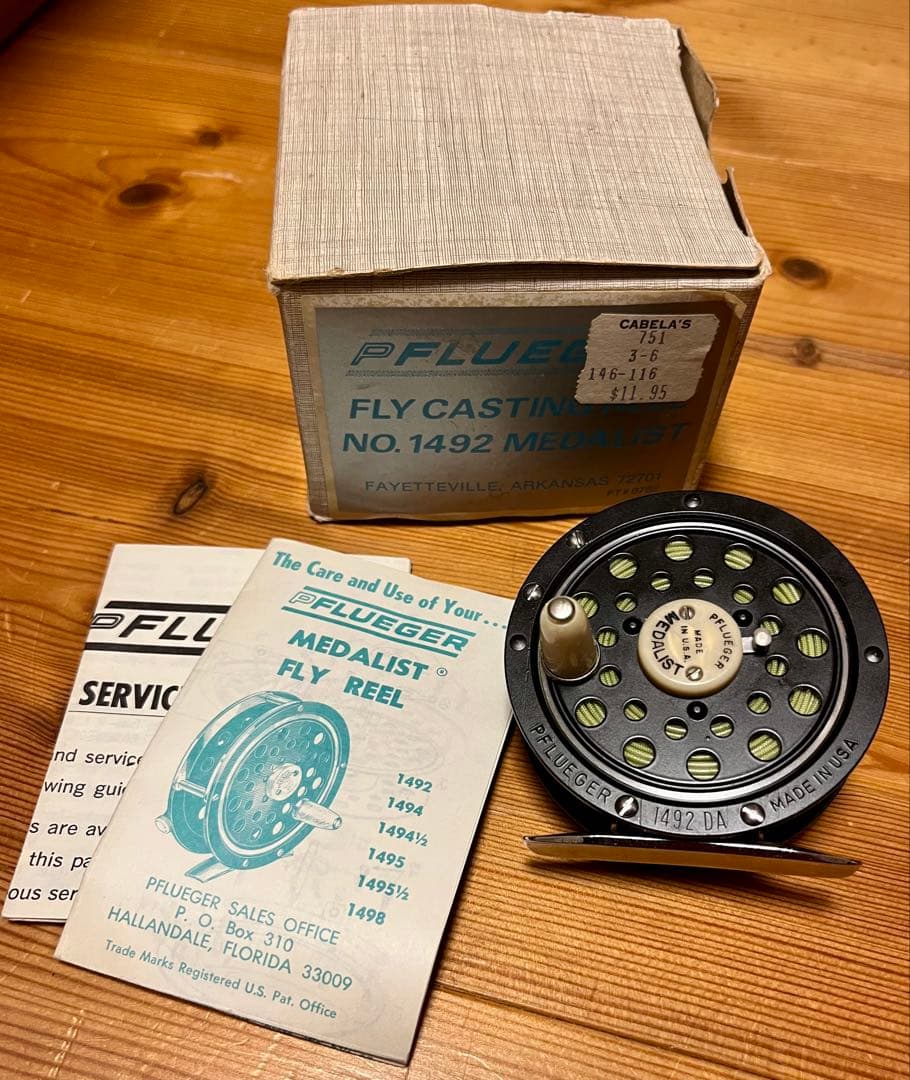 PFLUEG
CABELA'S
751
3-6
146-116
$11.95
FLY CASTING
NO. 1492 MEDALIST
FAYETTEVILLE, ARKANSAS 72701
PFLU
SERVIC
nd service
wing guid
s are av
this pa
ous ser
The Care and Use of Your...
PFLUEGER
MEDALIST®
FLY REEL
1492
1494
1494½
1495
1495½
1498
PFLUEGER SALES OFFICE
P. O. Box 310
HALLANDALE, FLORIDA 33009
Trade Marks Registered U.S. Pat. Office
PFLUEGER
MEDALIST
MADE
IN U.S.A.
PFLUEGER
1492 DA
MADE IN USA